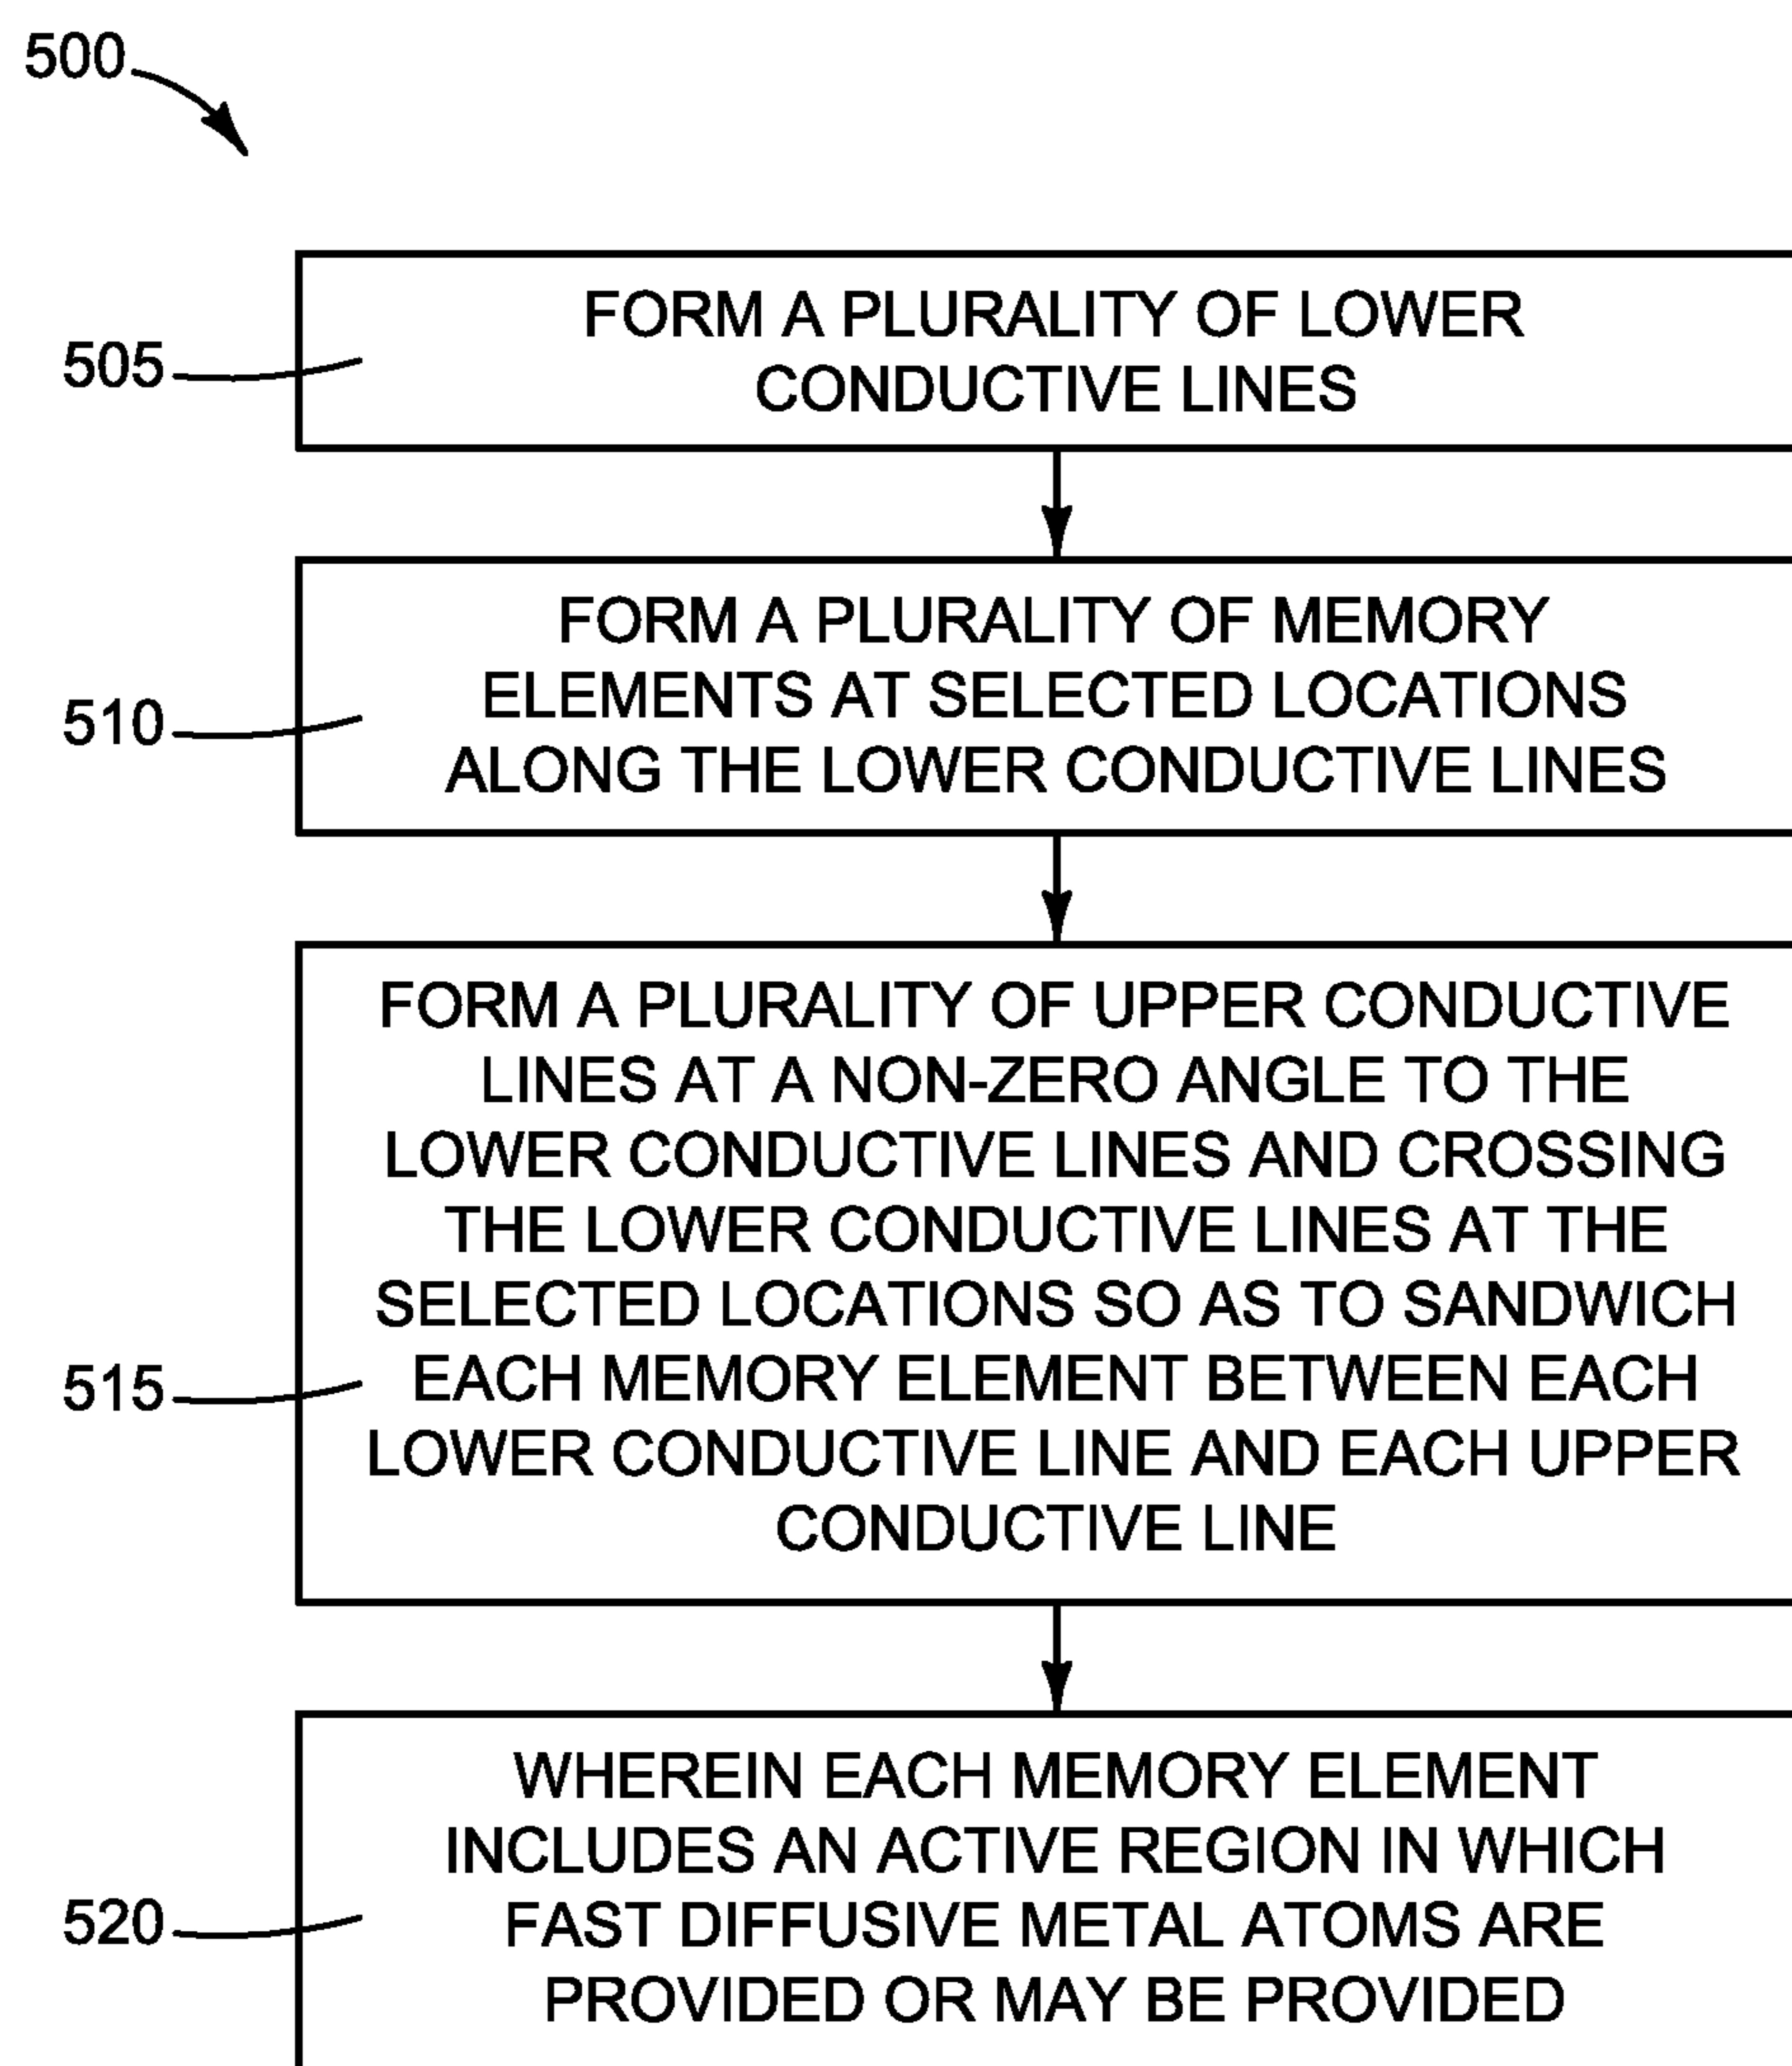 500
505
FORM A PLURALITY OF LOWER
CONDUCTIVE LINES
510
FORM A PLURALITY OF MEMORY
ELEMENTS AT SELECTED LOCATIONS
ALONG THE LOWER CONDUCTIVE LINES
515
FORM A PLURALITY OF UPPER CONDUCTIVE
LINES AT A NON-ZERO ANGLE TO THE
LOWER CONDUCTIVE LINES AND CROSSING
THE LOWER CONDUCTIVE LINES AT THE
SELECTED LOCATIONS SO AS TO SANDWICH
EACH MEMORY ELEMENT BETWEEN EACH
LOWER CONDUCTIVE LINE AND EACH UPPER
CONDUCTIVE LINE
520
WHEREIN EACH MEMORY ELEMENT
INCLUDES AN ACTIVE REGION IN WHICH
FAST DIFFUSIVE METAL ATOMS ARE
PROVIDED OR MAY BE PROVIDED